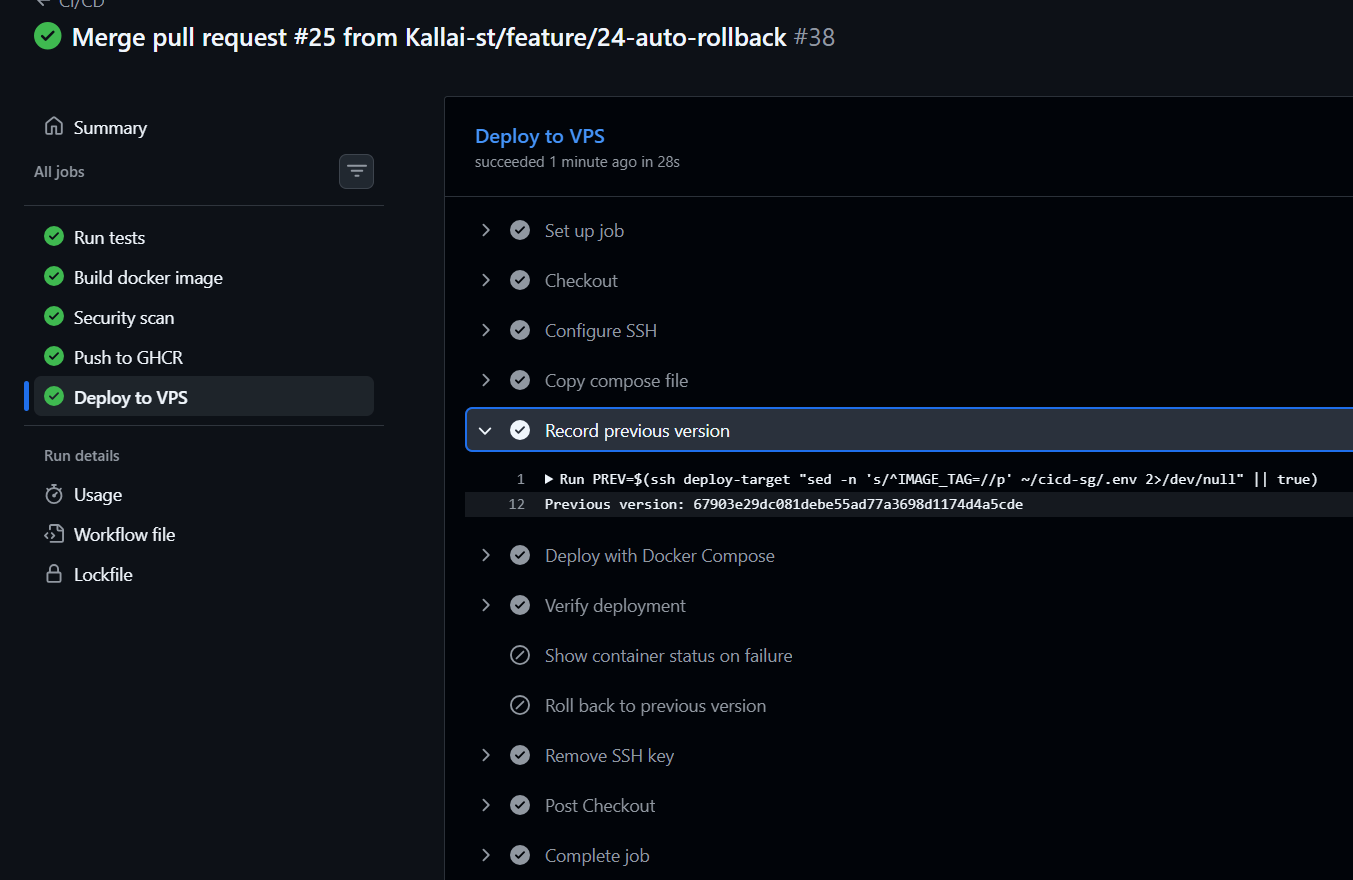 ← CI/CD
Merge pull request #25 from Kallai-st/feature/24-auto-rollback #38
Summary
All jobs
Run tests
Build docker image
Security scan
Push to GHCR
Deploy to VPS
Run details
Usage
Workflow file
Lockfile
Deploy to VPS
succeeded 1 minute ago in 28s
Set up job
Checkout
Configure SSH
Copy compose file
Record previous version
1 ▶ Run PREV=$(ssh deploy-target "sed -n 's/^IMAGE_TAG=//p' ~/cicd-sg/.env 2>/dev/null" || true)
12 Previous version: 67903e29dc081debe55ad77a3698d1174d4a5cde
Deploy with Docker Compose
Verify deployment
Show container status on failure
Roll back to previous version
Remove SSH key
Post Checkout
Complete job